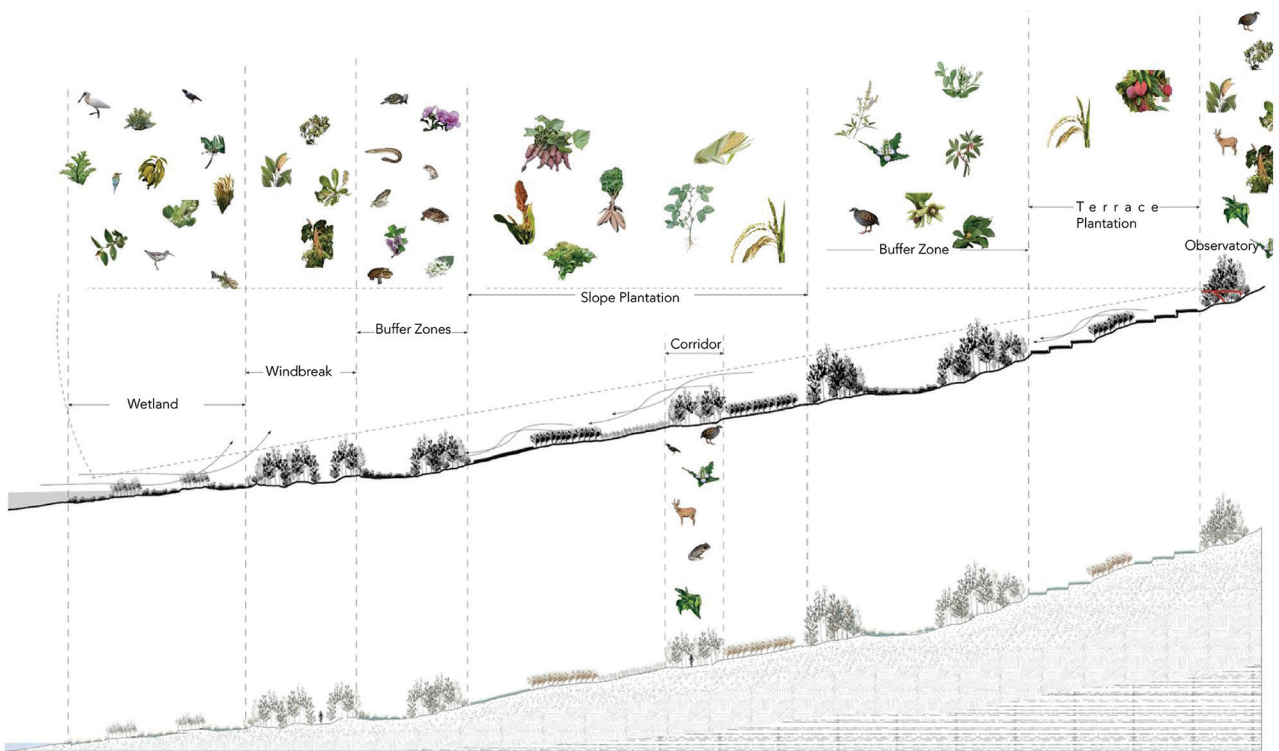 Terrace
Plantation
Observatory
Buffer Zone
Slope Plantation
Buffer Zones
Corridor
Windbreak
Wetland